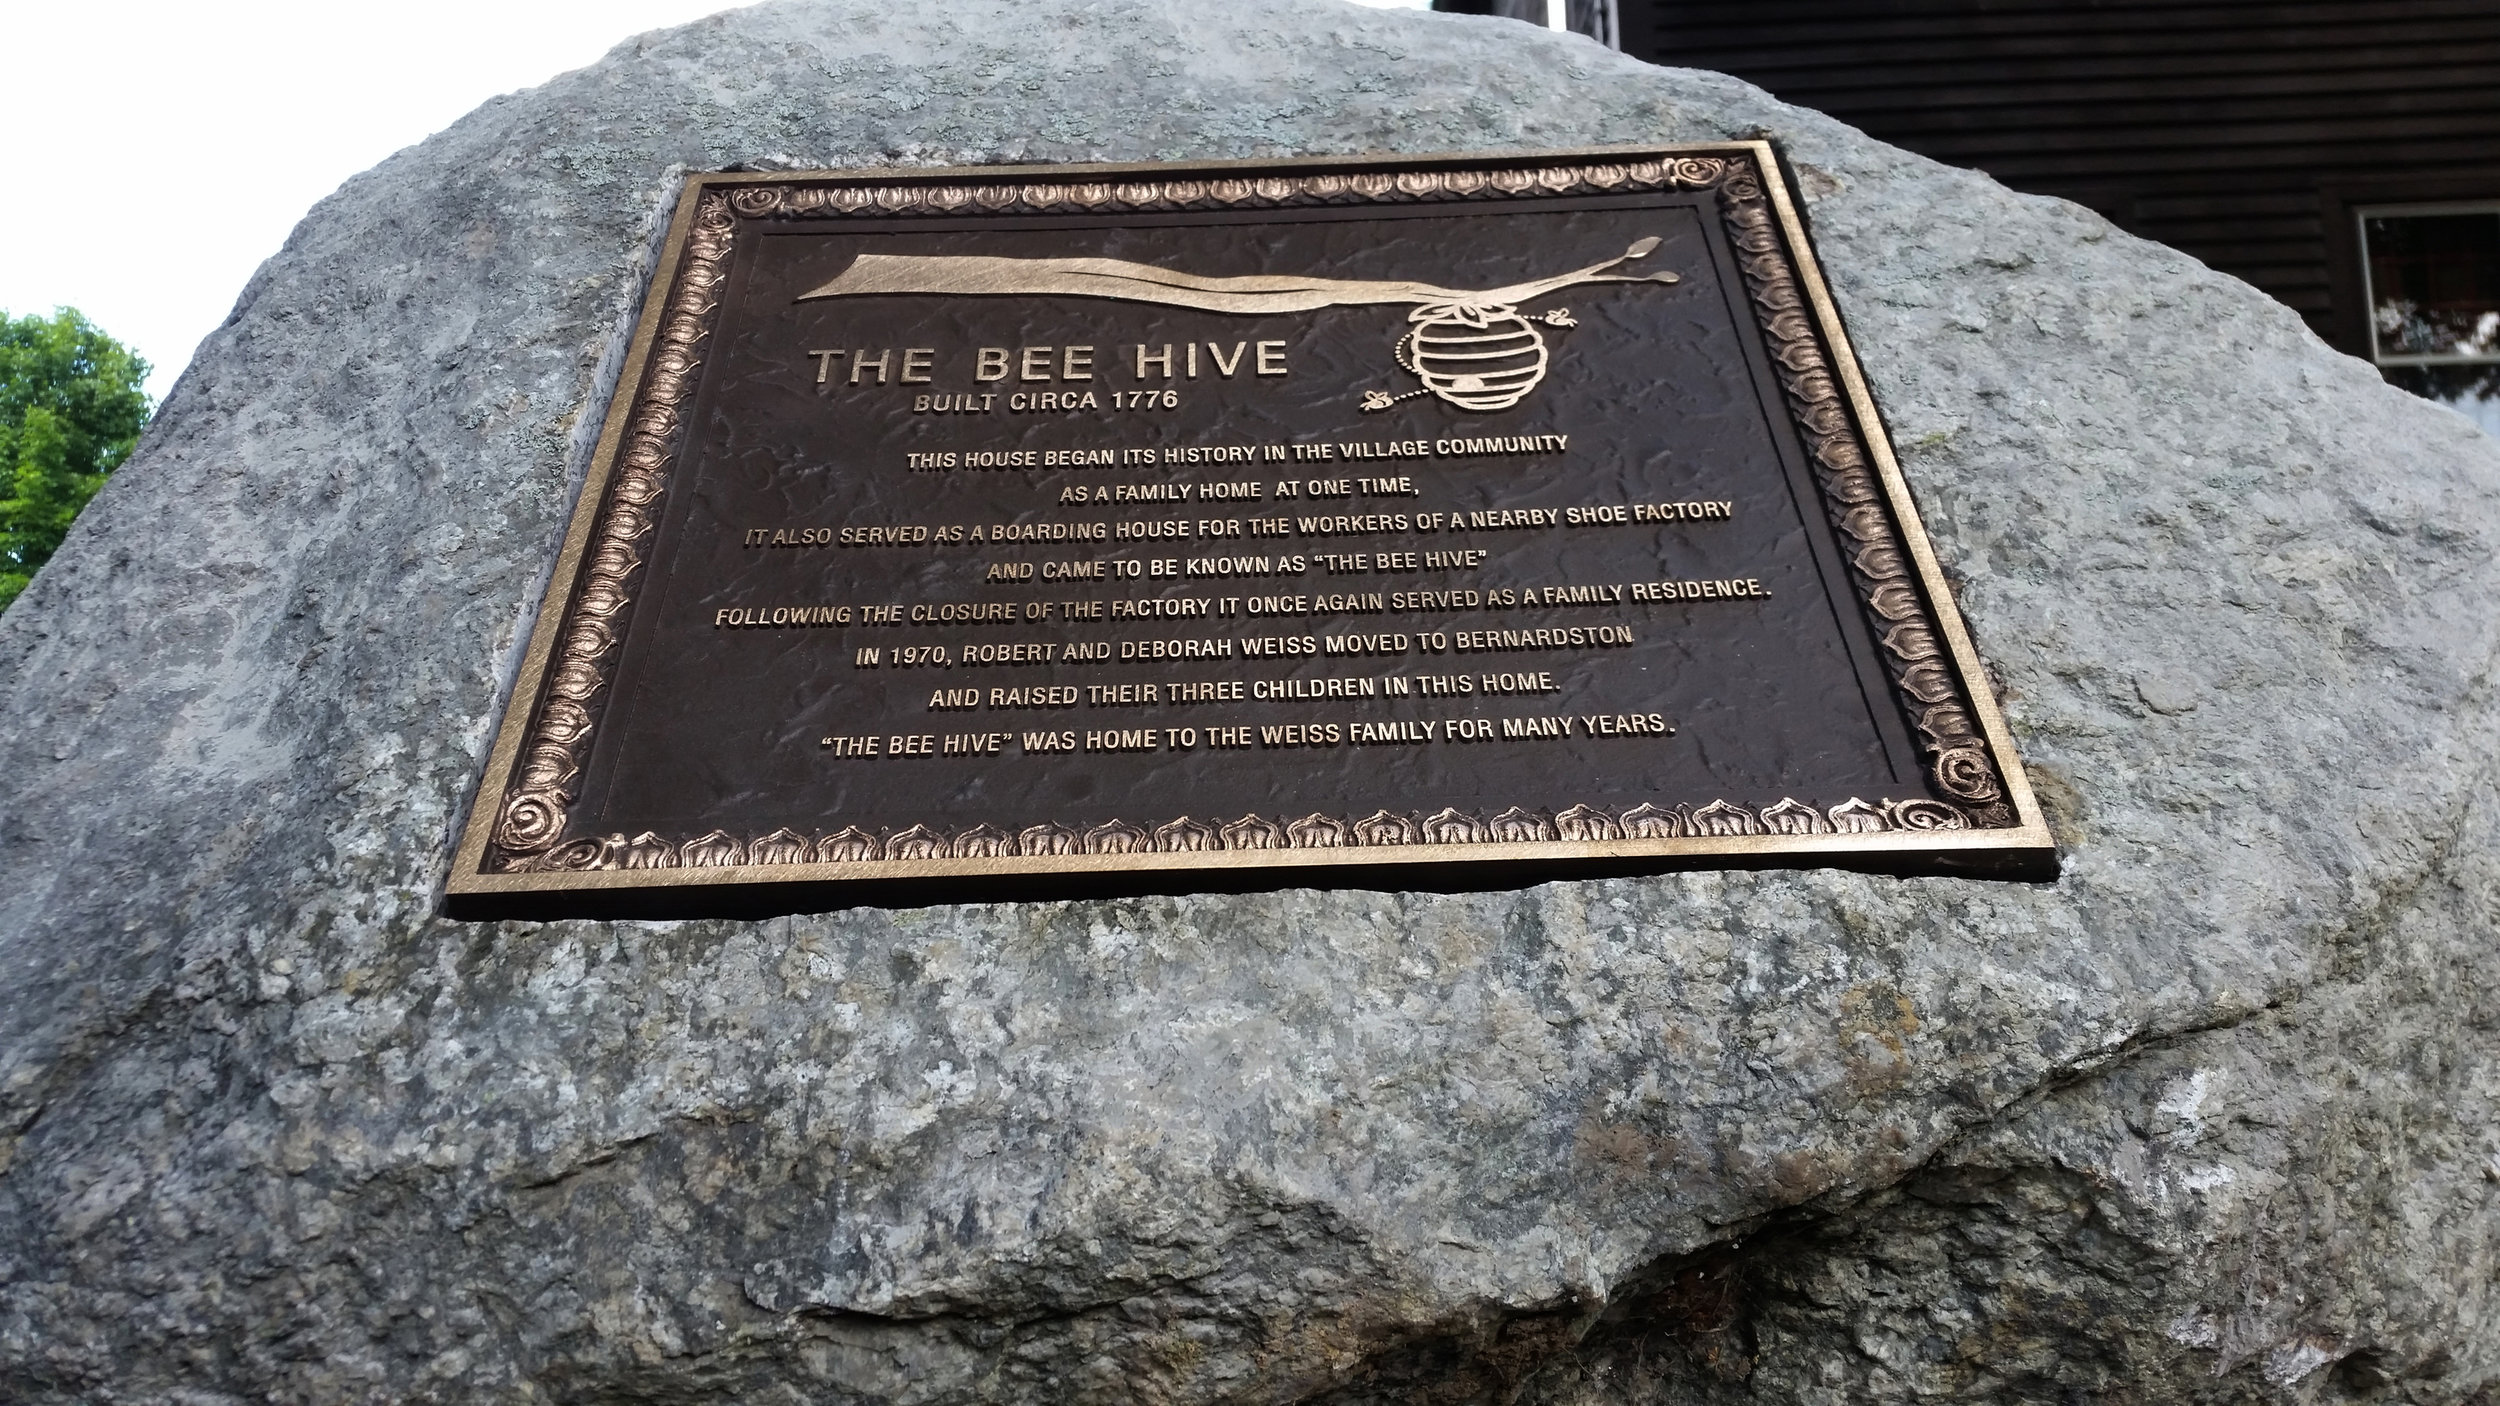 THE BEE HIVE
BUILT CIRCA 1776
THIS HOUSE BEGAN ITS HISTORY IN THE VILLAGE COMMUNITY
AS A FAMILY HOME AT ONE TIME,
IT ALSO SERVED AS A BOARDING HOUSE FOR THE WORKERS OF A NEARBY SHOE FACTORY
AND CAME TO BE KNOWN AS “THE BEE HIVE”
FOLLOWING THE CLOSURE OF THE FACTORY IT ONCE AGAIN SERVED AS A FAMILY RESIDENCE.
IN 1970, ROBERT AND DEBORAH WEISS MOVED TO BERNARDSTON
AND RAISED THEIR THREE CHILDREN IN THIS HOME.
“THE BEE HIVE” WAS HOME TO THE WEISS FAMILY FOR MANY YEARS.